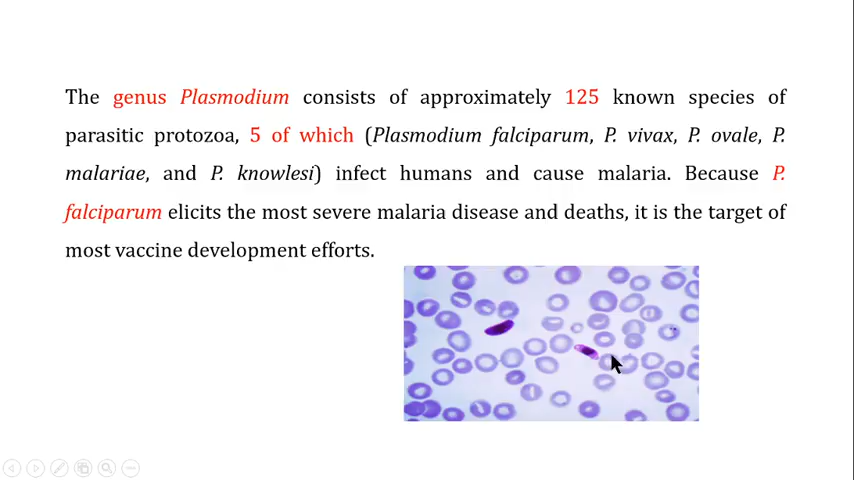 The genus Plasmodium consists of approximately 125 known species of
parasitic protozoa, 5 of which (Plasmodium falciparum, P. vivax, P. ovale, P.
malariae, and P. knowlesi) infect humans and cause malaria. Because P.
falciparum elicits the most severe malaria disease and deaths, it is the target of
most vaccine development efforts.